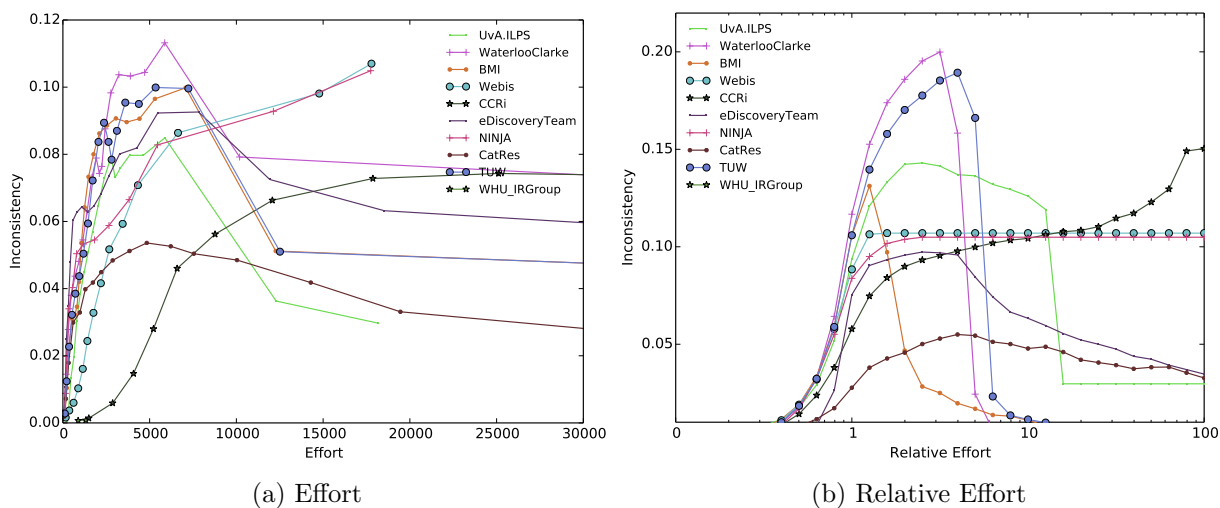 0.12
0.10
0.08
0.06
0.04
0.02
0.00
Inconsistency
0
5000
10000
15000
20000
25000
30000
Effort
UvA.ILPS
WaterlooClarke
BMI
Webis
CCRi
eDiscoveryTeam
NINJA
CatRes
TUW
WHU_IRGroup
(a) Effort
0.20
0.15
0.10
0.05
Inconsistency
0
1
10
100
Relative Effort
UvA.ILPS
WaterlooClarke
BMI
Webis
CCRi
eDiscoveryTeam
NINJA
CatRes
TUW
WHU_IRGroup
(b) Relative Effort